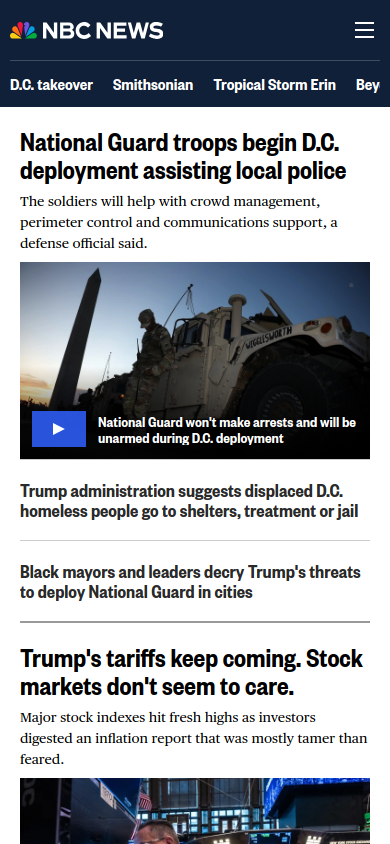 NBC NEWS
D.C. takeover Smithsonian Tropical Storm Erin Bey
National Guard troops begin D.C.
deployment assisting local police
The soldiers will help with crowd management,
perimeter control and communications support, a
defense official said.
WIGGLESWORTH
National Guard won't make arrests and will be
unarmed during D.C. deployment
Trump administration suggests displaced D.C.
homeless people go to shelters, treatment or jail
Black mayors and leaders decry Trump's threats
to deploy National Guard in cities
Trump's tariffs keep coming. Stock
markets don't seem to care.
Major stock indexes hit fresh highs as investors
digested an inflation report that was mostly tamer than
feared.